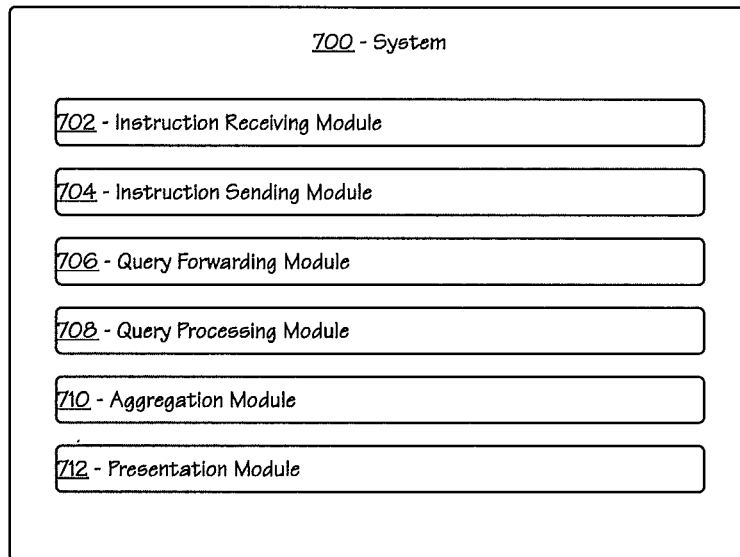 700 - System
702 - Instruction Receiving Module
704 - Instruction Sending Module
706 - Query Forwarding Module
708 - Query Processing Module
710 - Aggregation Module
712 - Presentation Module